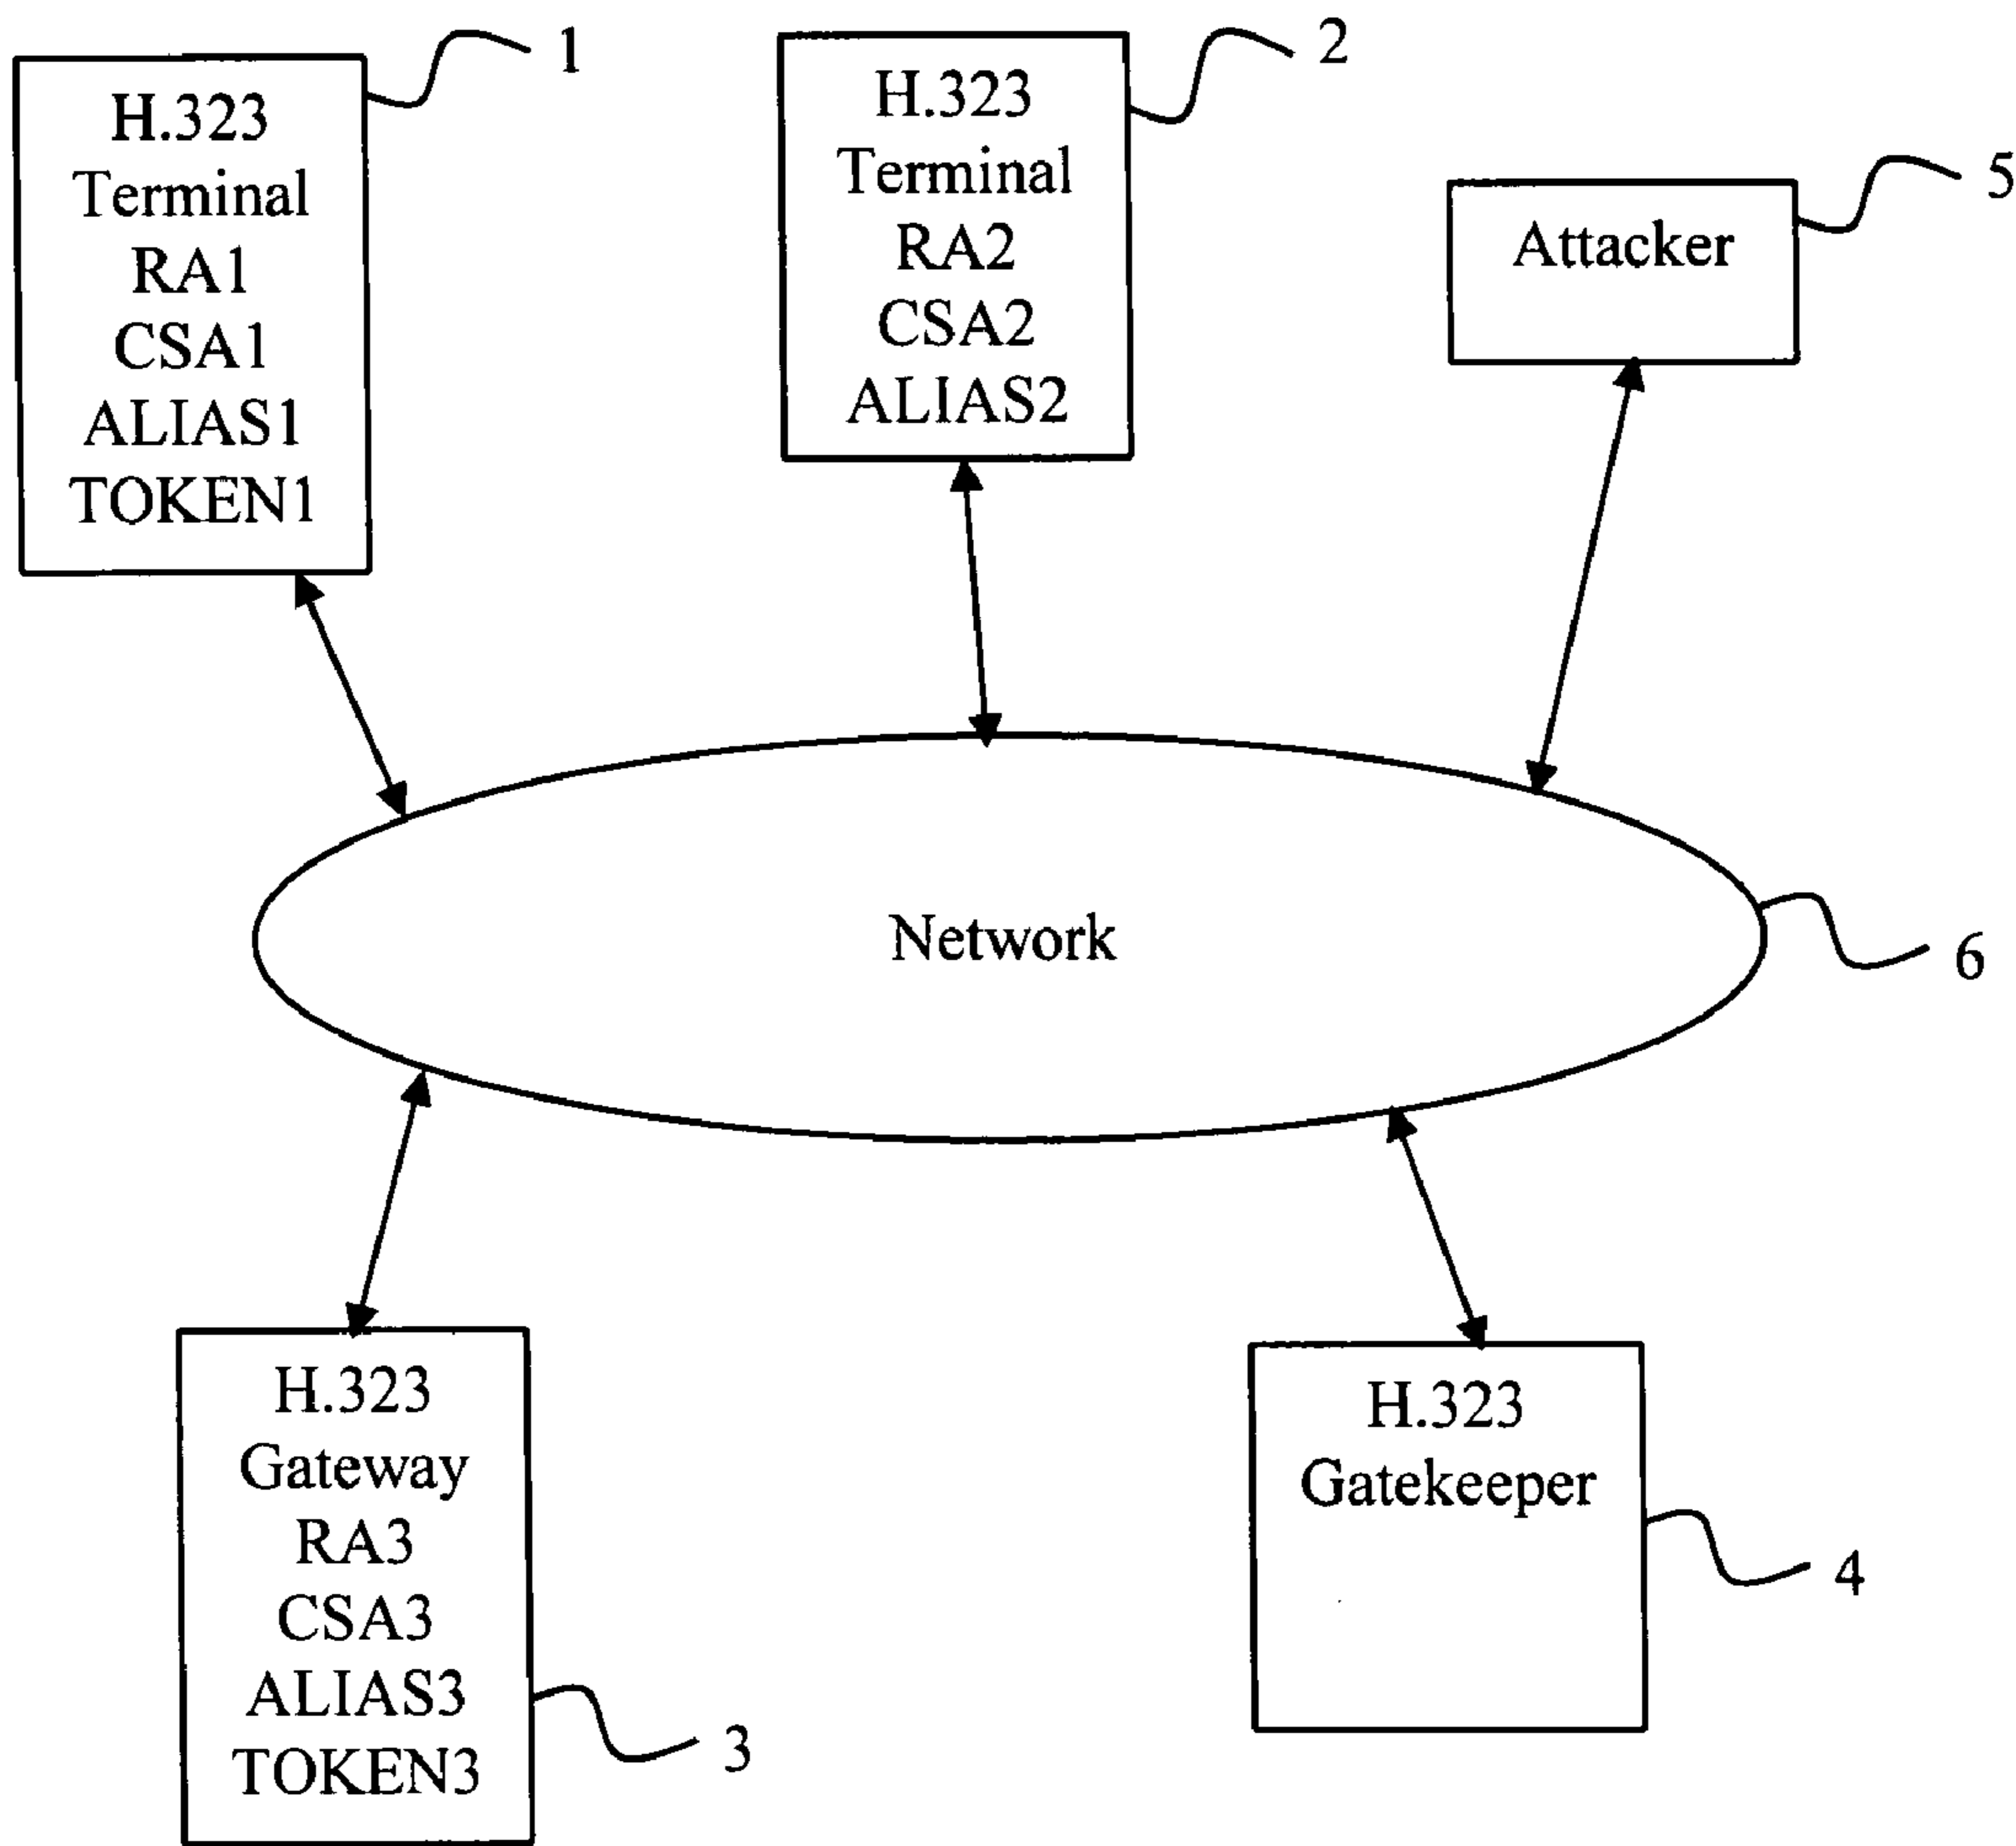 1
H.323
Terminal
RA1
CSA1
ALIAS1
TOKEN1
2
H.323
Terminal
RA2
CSA2
ALIAS2
5
Attacker
Network
6
H.323
Gateway
RA3
CSA3
ALIAS3
TOKEN3
3
H.323
Gatekeeper
4